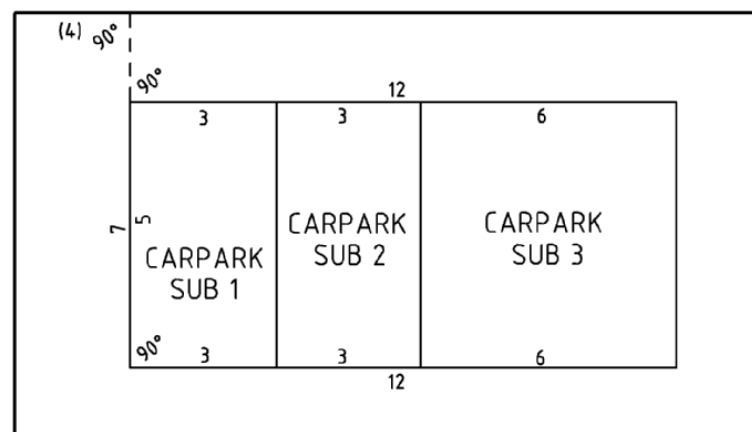 (4) 90°
90°
12
3 3 6
7 5
CARPARK
SUB 1
CARPARK
SUB 2
CARPARK
SUB 3
90°
3 3 6
12